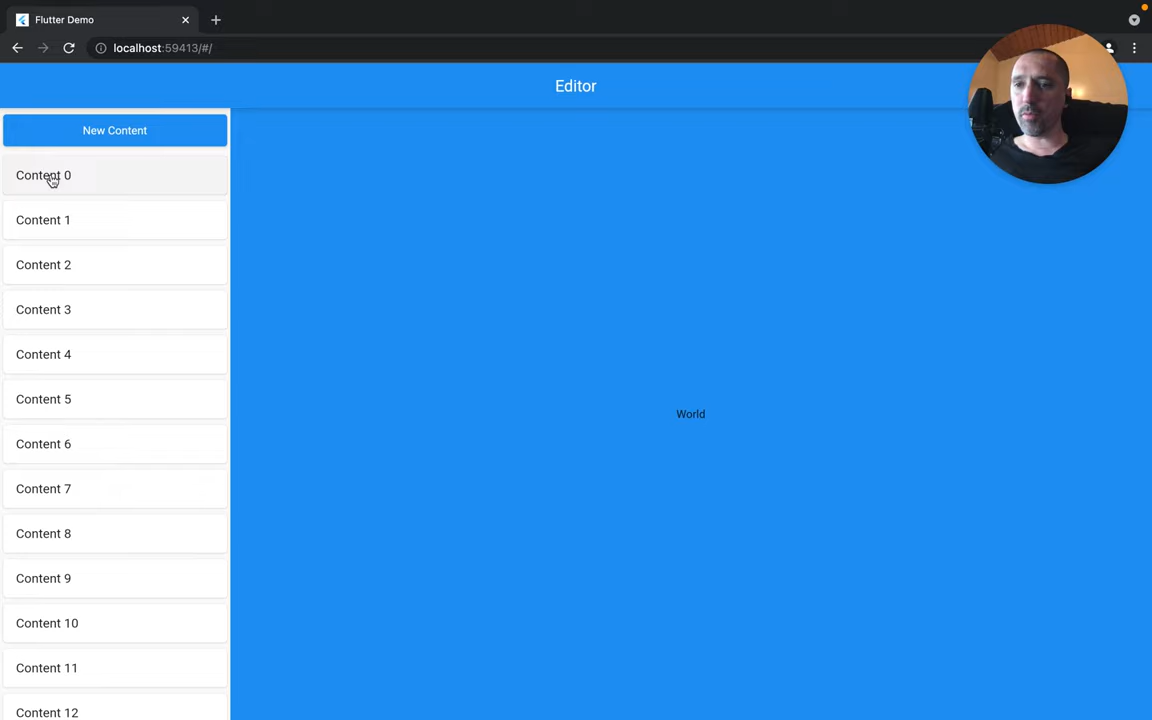 Flutter Demo
localhost:59413/#/
Editor
New Content
Content 0
Content 1
Content 2
Content 3
Content 4
Content 5
Content 6
Content 7
Content 8
Content 9
Content 10
Content 11
Content 12
World